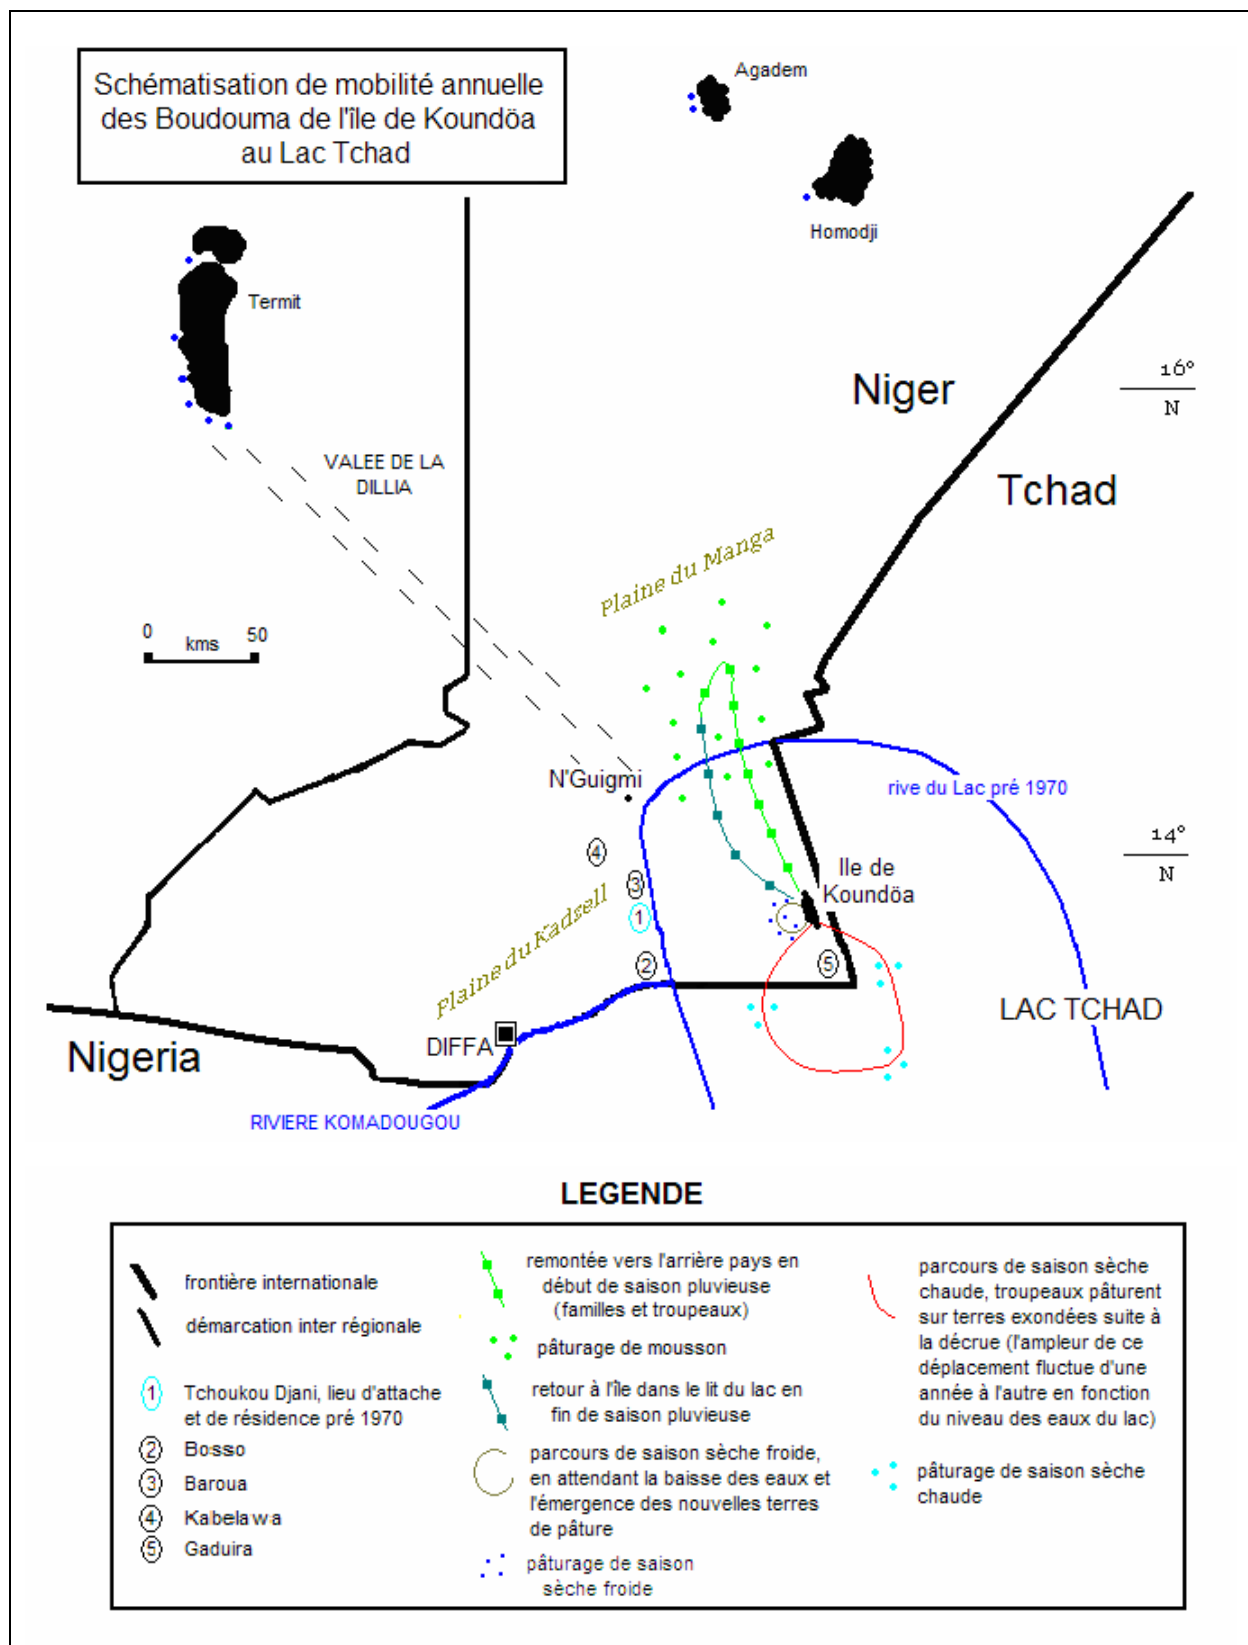 Schématisation de mobilité annuelle
des Boudouma de l'île de Koundöa
au Lac Tchad
Agadem
Homodji
Termit
Niger
16°
N
VALEE DE LA
DILLIA
Tchad
Plaine du Manga
0
50
kms
N'Guigmi
rive du Lac pré 1970
14°
N
4
Ile de
Koundöa
3
1
Plaine du Kadzell
2
5
LAC TCHAD
DIFFA
Nigeria
RIVIERE KOMADOUGOU
LEGENDE
frontière internationale
démarcation inter régionale
1 Tchoukou Djani, lieu d'attache
et de résidence pré 1970
2 Bosso
3 Baroua
4 Kabelawa
5 Gaduira
remontée vers l'arrière pays en
début de saison pluvieuse
(familles et troupeaux)
pâturage de mousson
retour à l'île dans le lit du lac en
fin de saison pluvieuse
parcours de saison sèche froide,
en attendant la baisse des eaux et
l'émergence des nouvelles terres
de pâture
pâturage de saison
sèche froide
parcours de saison sèche
chaude, troupeaux pâturent
sur terres exondées suite à
la décrue (l'ampleur de ce
déplacement fluctue d'une
année à l'autre en fonction
du niveau des eaux du lac)
pâturage de saison sèche
chaude